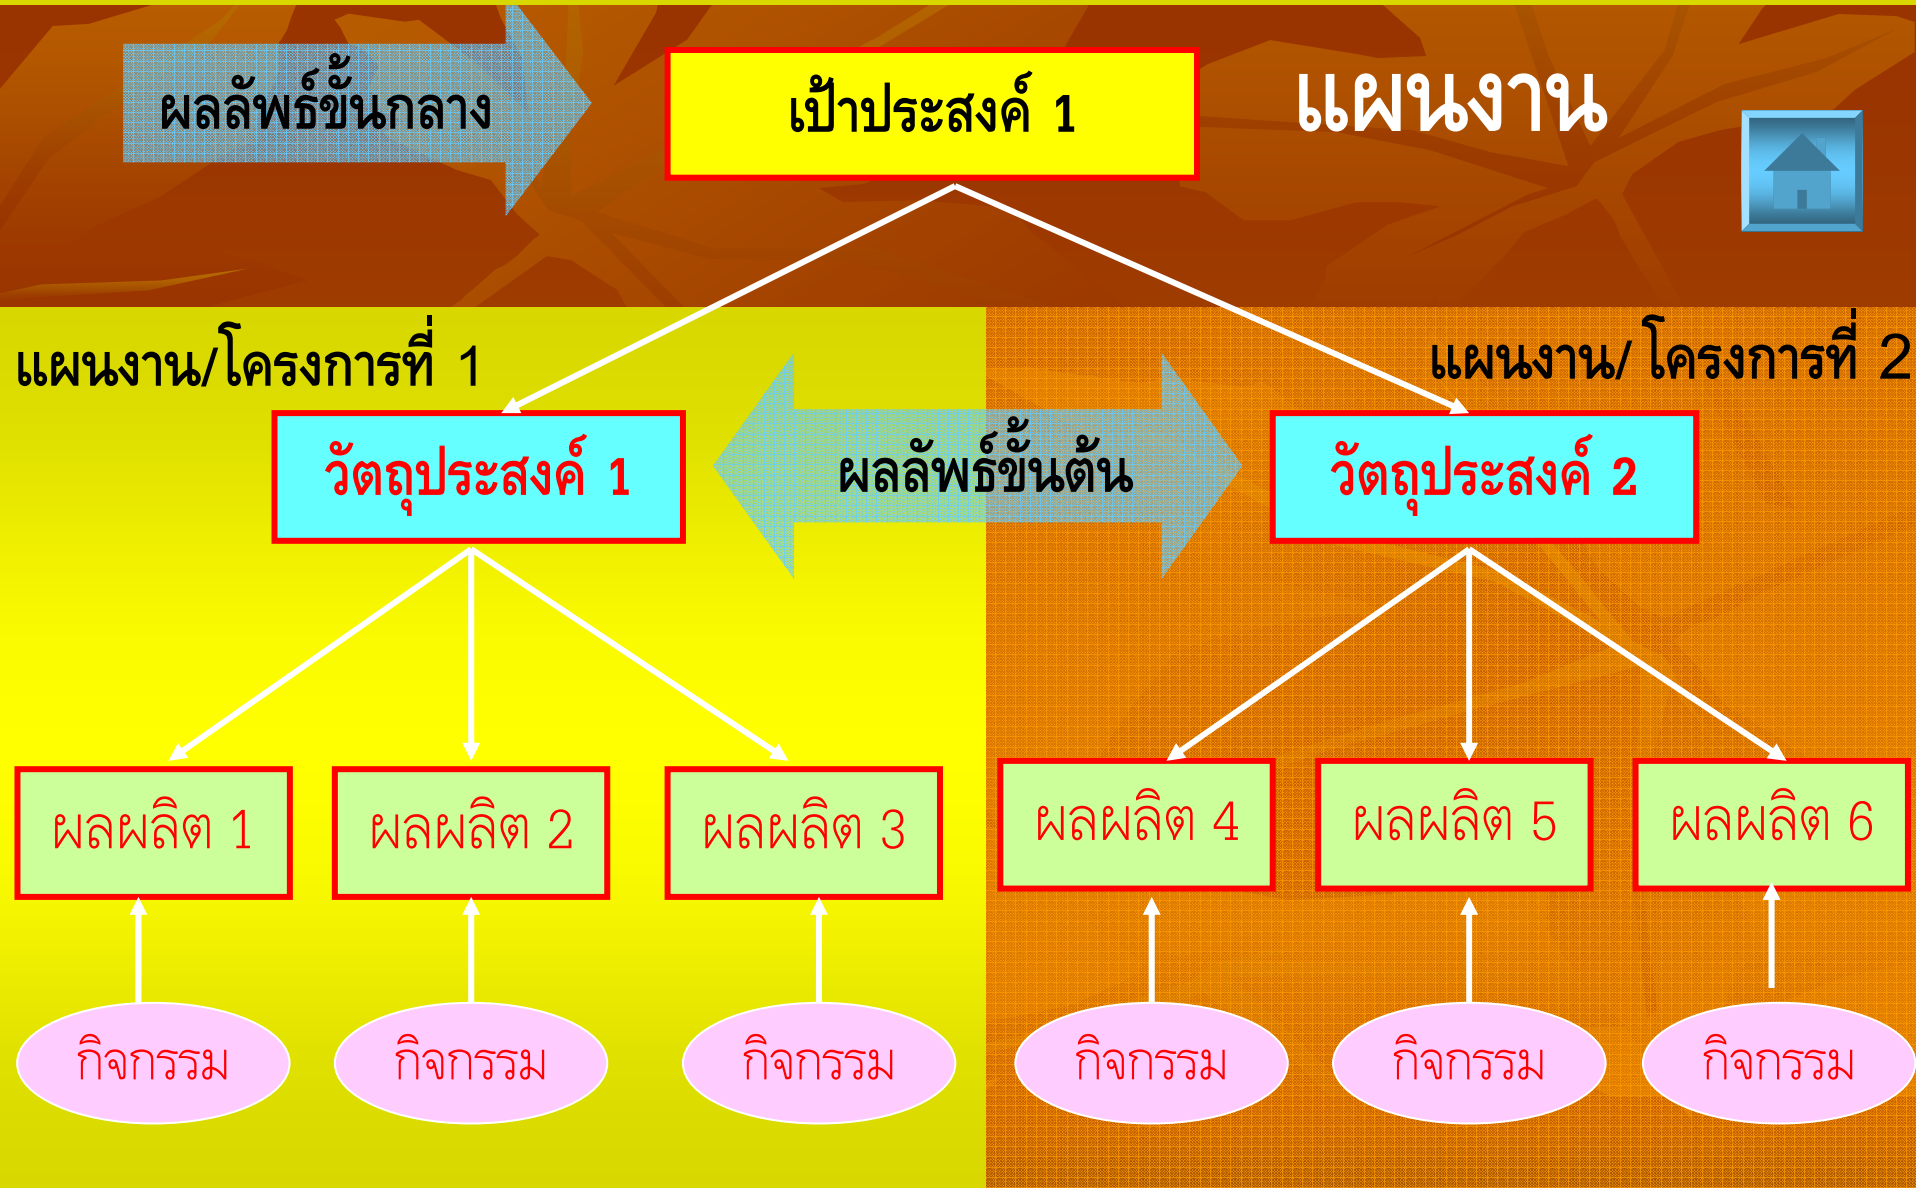 ผลลัพธ์ขั้นกลาง
เป้าประสงค์ 1
แผนงาน
แผนงาน/โครงการที่ 1
แผนงาน/ โครงการที่ 2
วัตถุประสงค์ 1
ผลลัพธ์ขั้นต้น
วัตถุประสงค์ 2
ผลผลิต 1
ผลผลิต 2
ผลผลิต 3
ผลผลิต 4
ผลผลิต 5
ผลผลิต 6
กิจกรรม
กิจกรรม
กิจกรรม
กิจกรรม
กิจกรรม
กิจกรรม